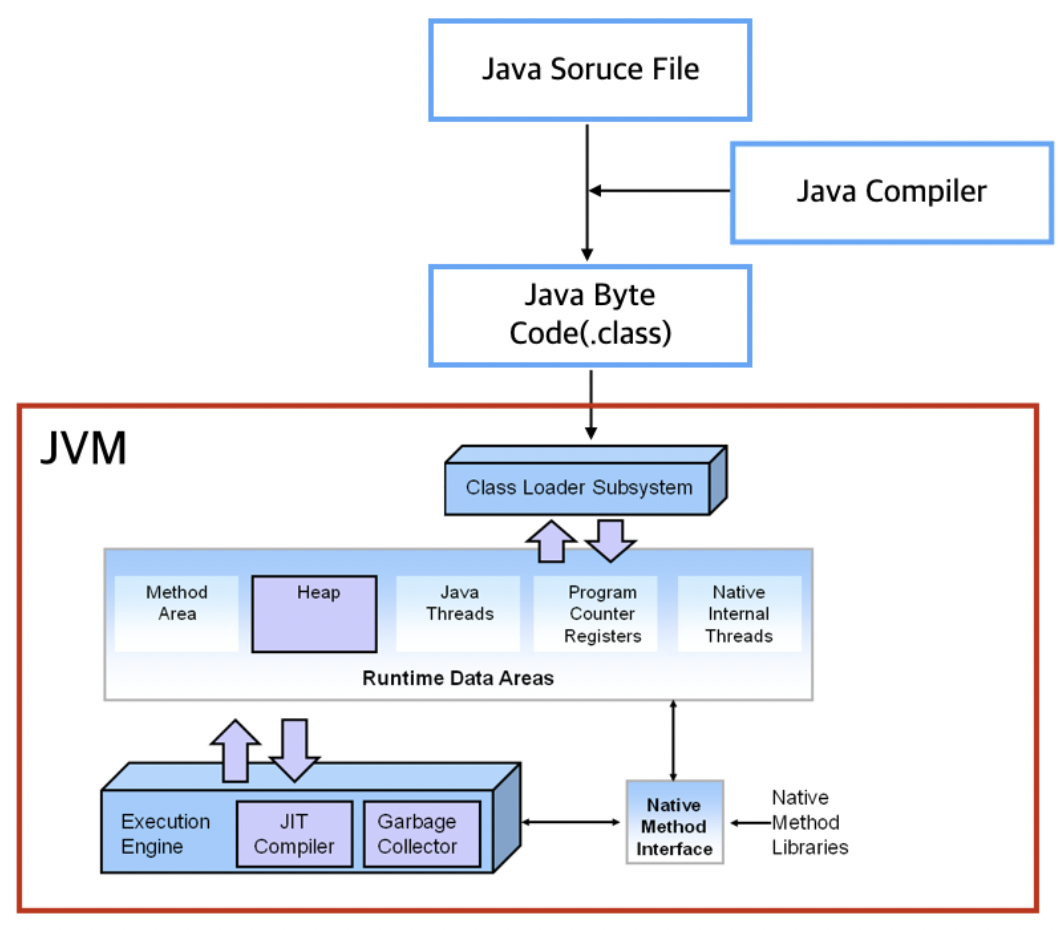 Java Soruce File
Java Compiler
Java Byte
Code(.class)
JVM
Class Loader Subsystem
Method
Area
Heap
Java
Threads
Program
Counter
Registers
Native
Internal
Threads
Runtime Data Areas
Execution
Engine
JIT
Compiler
Garbage
Collector
Native
Method
Interface
Native
Method
Libraries